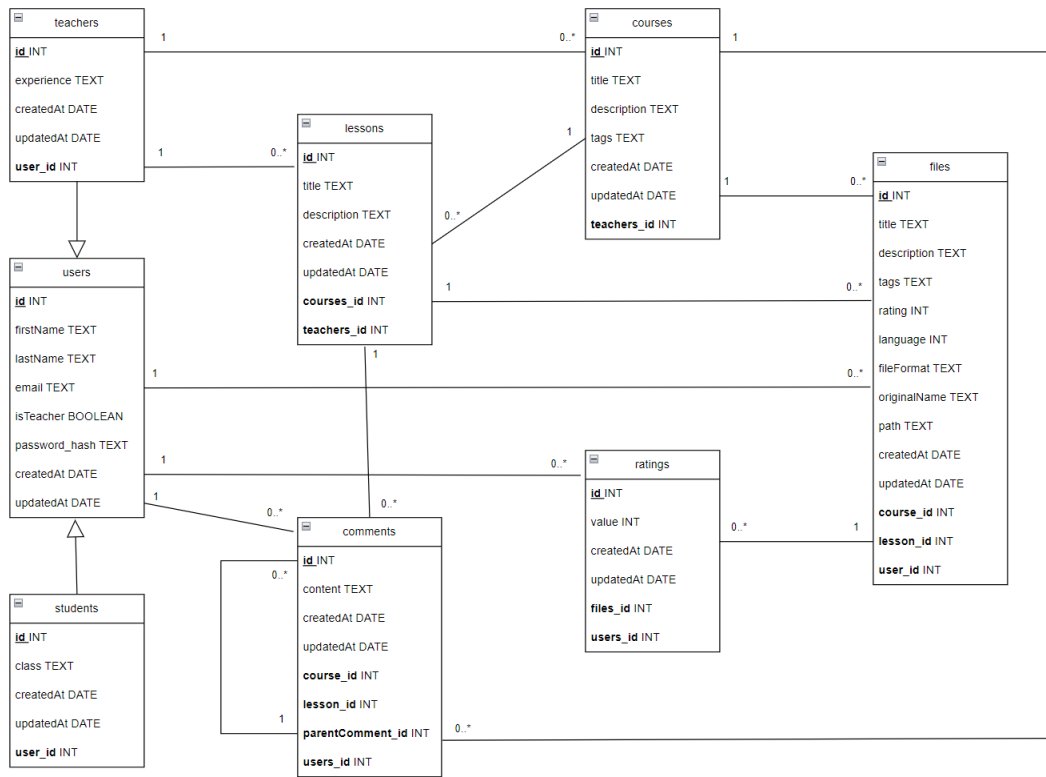 teachers
id INT
experience TEXT
createdAt DATE
updatedAt DATE
user_id INT
1
0..*
1
0..*
courses
id INT
title TEXT
description TEXT
tags TEXT
createdAt DATE
updatedAt DATE
teachers_id INT
1
1
0..*
1
0..*
lessons
id INT
title TEXT
description TEXT
createdAt DATE
updatedAt DATE
courses_id INT
teachers_id INT
1
0..*
1
0..*
files
id INT
title TEXT
description TEXT
tags TEXT
rating INT
language INT
fileFormat TEXT
originalName TEXT
path TEXT
createdAt DATE
updatedAt DATE
course_id INT
lesson_id INT
user_id INT
users
id INT
firstName TEXT
lastName TEXT
email TEXT
isTeacher BOOLEAN
password_hash TEXT
createdAt DATE
updatedAt DATE
1
0..*
1
0..*
1
0..*
ratings
id INT
value INT
createdAt DATE
updatedAt DATE
files_id INT
users_id INT
0..*
1
comments
id INT
content TEXT
createdAt DATE
updatedAt DATE
course_id INT
lesson_id INT
parentComment_id INT
users_id INT
0..*
1
0..*
students
id INT
class TEXT
createdAt DATE
updatedAt DATE
user_id INT